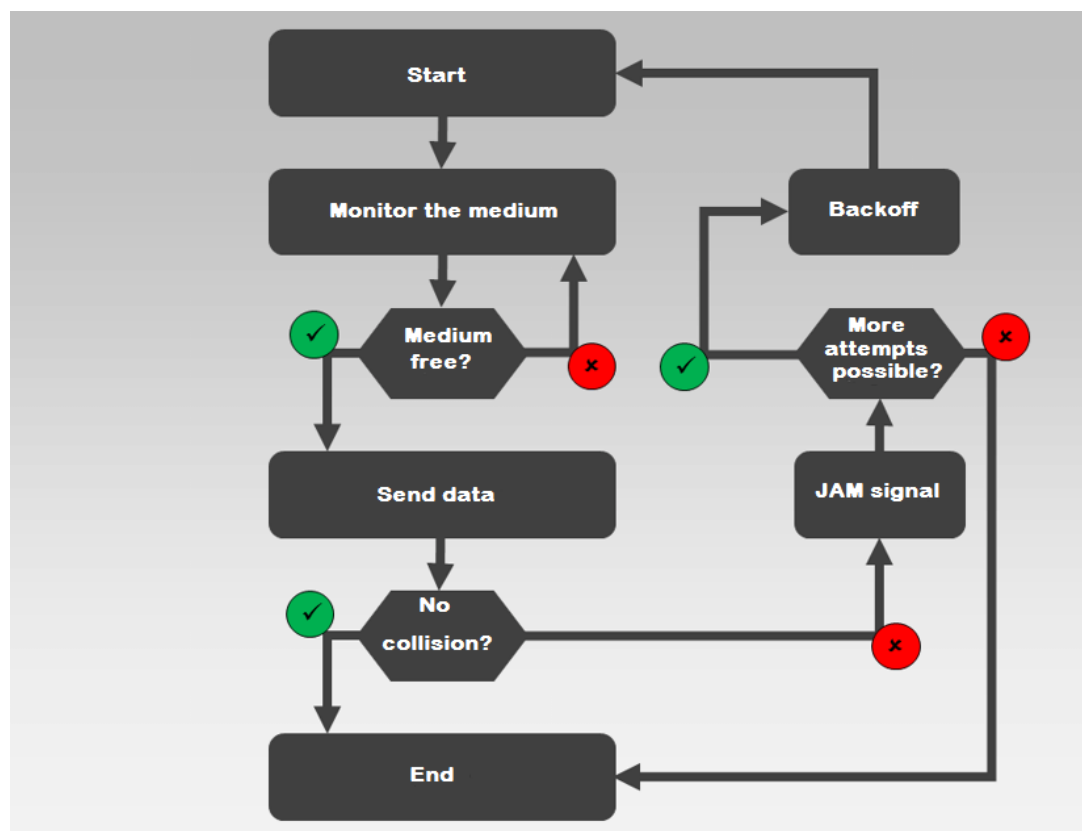 Start
Monitor the medium
Backoff
Medium
free?
More
attempts
possible?
Send data
JAM signal
No
collision?
End